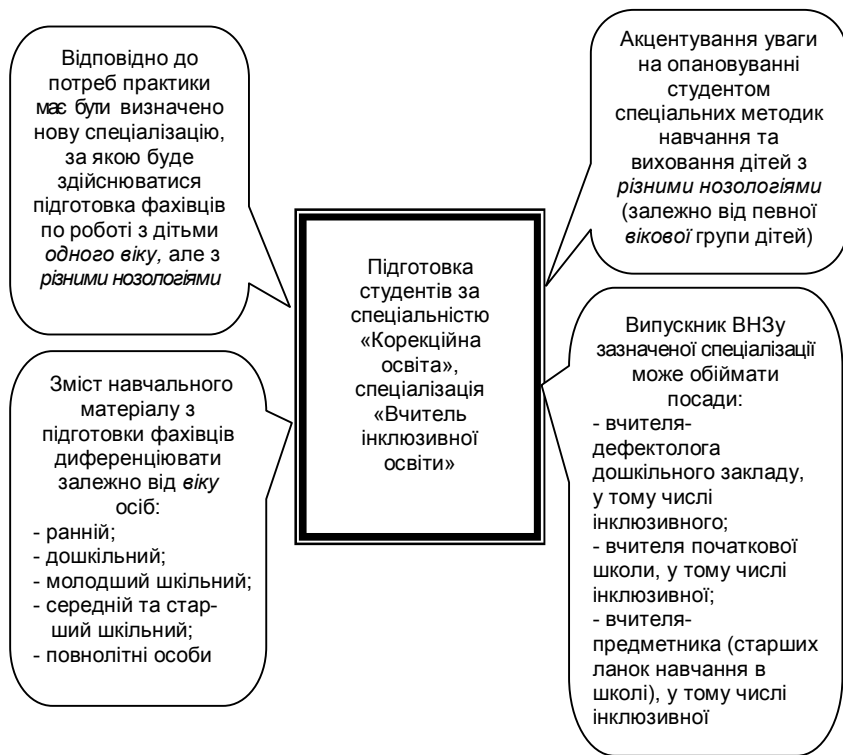 Відповідно до
потреб практики
має бути визначено
нову спеціалізацію,
за якою буде
здійснюватися
підготовка фахівців
по роботі з дітьми
одного віку, але з
різними нозологіями
Акцентування уваги
на опановуванні
студентом
спеціальних методик
навчання та
виховання дітей з
різними нозологіями
(залежно від певної
вікової групи дітей)
Підготовка
студентів за
спеціальністю
«Корекційна
освіта»,
спеціалізація
«Вчитель
інклюзивної
освіти»
Зміст навчального
матеріалу з
підготовки фахівців
диференціювати
залежно від віку
осіб:
- ранній;
- дошкільний;
- молодший шкільний;
- середній та стар-
ший шкільний;
- повнолітні особи
Випускник ВНЗу
зазначеної спеціалізації
може обіймати
посади:
- вчителя-
дефектолога
дошкільного закладу,
у тому числі
інклюзивного;
- вчителя початкової
школи, у тому числі
інклюзивної;
- вчителя-
предметника (старших
ланок навчання в
школі), у тому числі
інклюзивної